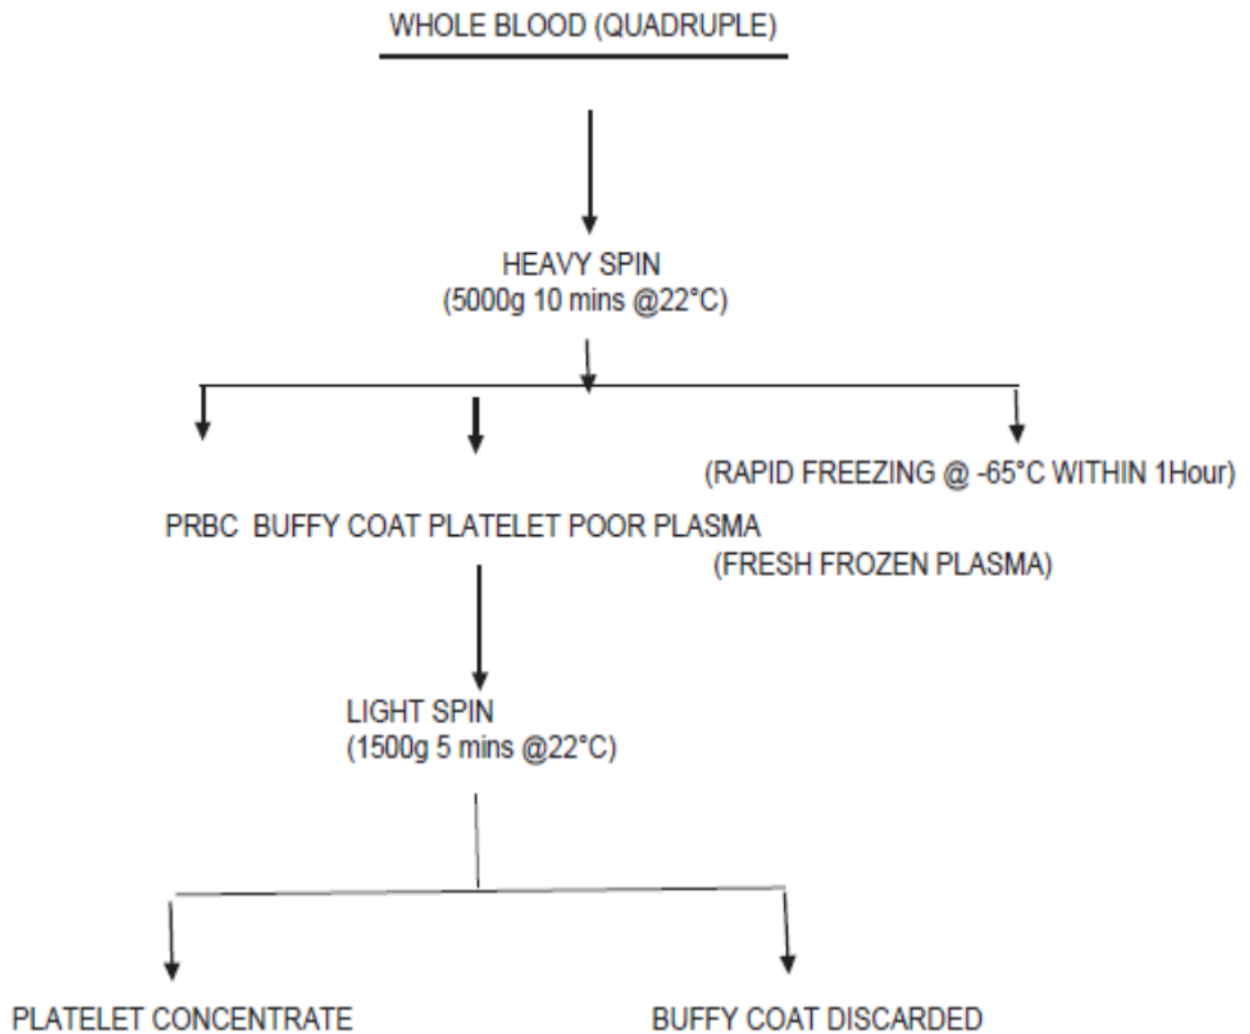 WHOLE BLOOD (QUADRUPLE)
HEAVY SPIN
(5000g 10 mins @22°C)
(RAPID FREEZING @ -65°C WITHIN 1Hour)
PRBC BUFFY COAT PLATELET POOR PLASMA
(FRESH FROZEN PLASMA)
LIGHT SPIN
(1500g 5 mins @22°C)
PLATELET CONCENTRATE
BUFFY COAT DISCARDED